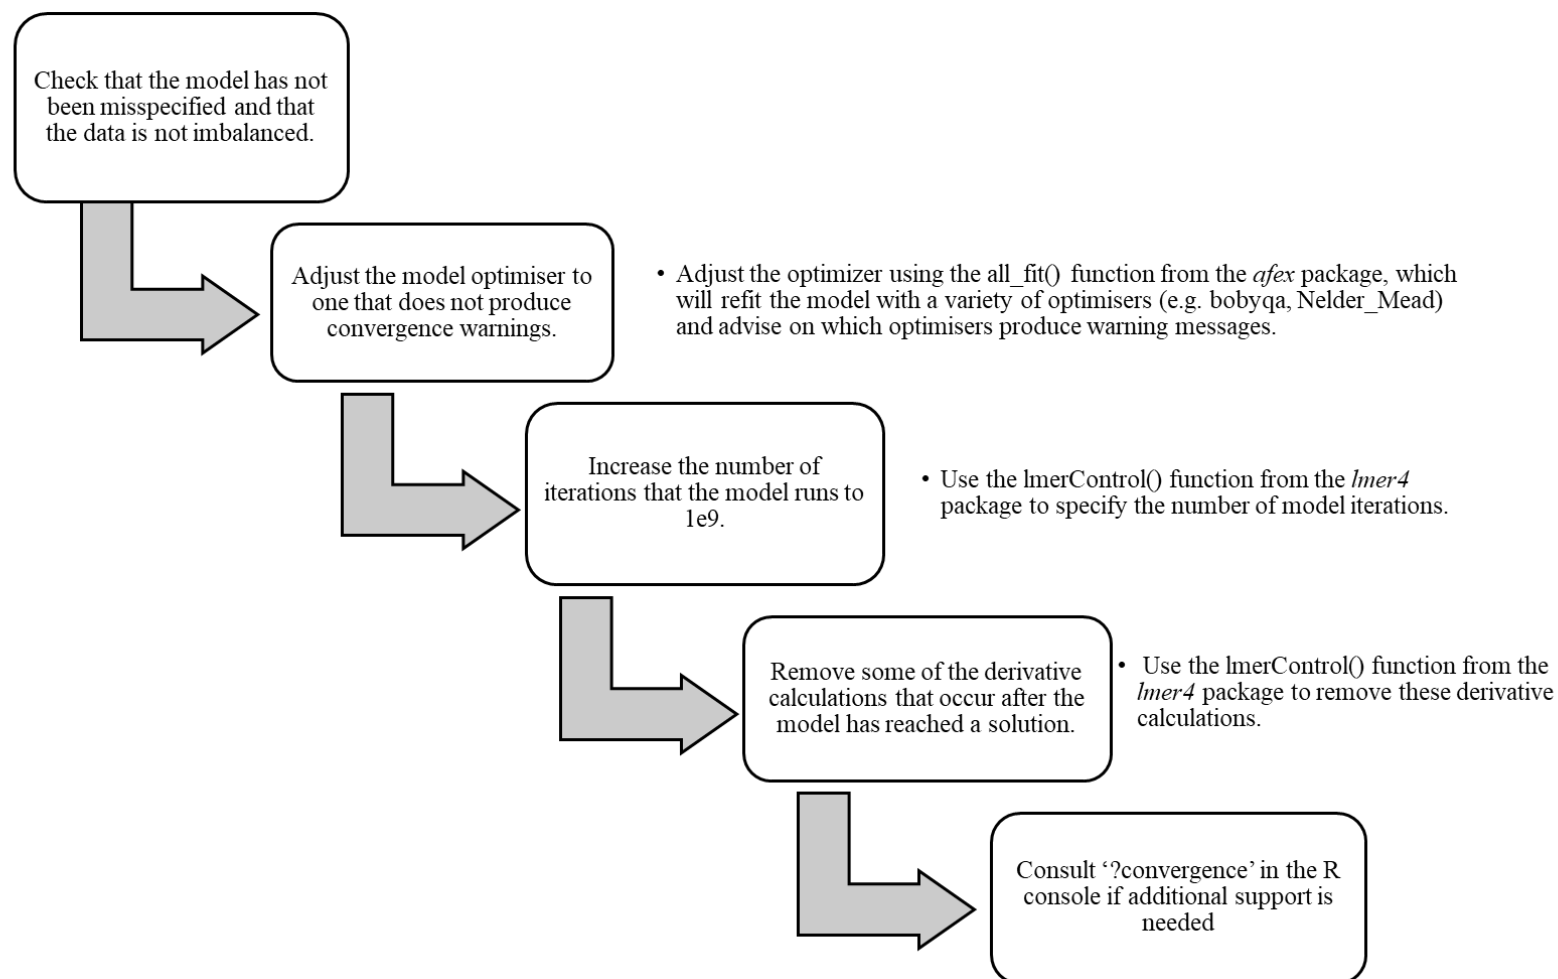 Check that the model has not
been misspecified and that
the data is not imbalanced.
Adjust the model optimiser to
one that does not produce
convergence warnings.
• Adjust the optimizer using the all_fit() function from the afex package, which
will refit the model with a variety of optimisers (e.g. bobyqa, Nelder_Mead)
and advise on which optimisers produce warning messages.
Increase the number of
iterations that the model runs to
1e9.
• Use the lmerControl() function from the lmer4
package to specify the number of model iterations.
Remove some of the derivative
calculations that occur after the
model has reached a solution.
• Use the lmerControl() function from the
lmer4 package to remove these derivative
calculations.
Consult ‘?convergence’ in the R
console if additional support is
needed